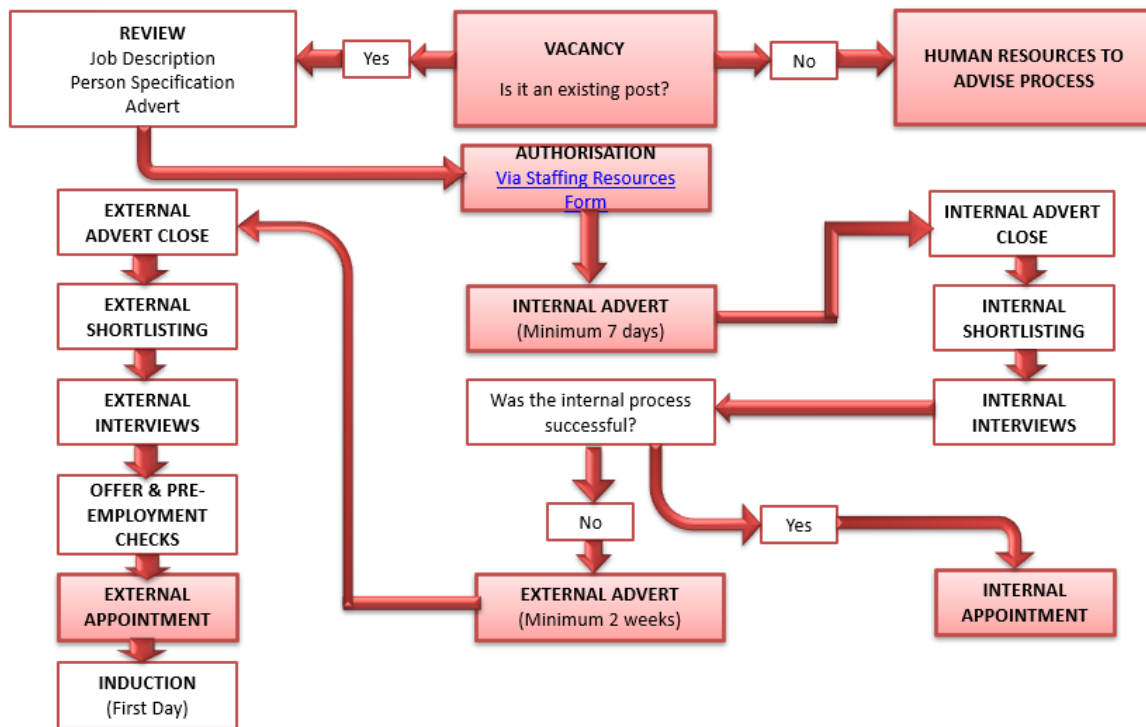 REVIEW
Job Description
Person Specification
Advert
Yes
VACANCY
Is it an existing post?
No
HUMAN RESOURCES TO
ADVISE PROCESS
AUTHORISATION
Via Staffing Resources
Form
EXTERNAL
ADVERT CLOSE
INTERNAL ADVERT
CLOSE
EXTERNAL
SHORTLISTING
INTERNAL ADVERT
(Minimum 7 days)
INTERNAL
SHORTLISTING
EXTERNAL
INTERVIEWS
Was the internal process
successful?
INTERNAL
INTERVIEWS
OFFER & PRE-
EMPLOYMENT
CHECKS
No
Yes
EXTERNAL
APPOINTMENT
EXTERNAL ADVERT
(Minimum 2 weeks)
INTERNAL
APPOINTMENT
INDUCTION
(First Day)